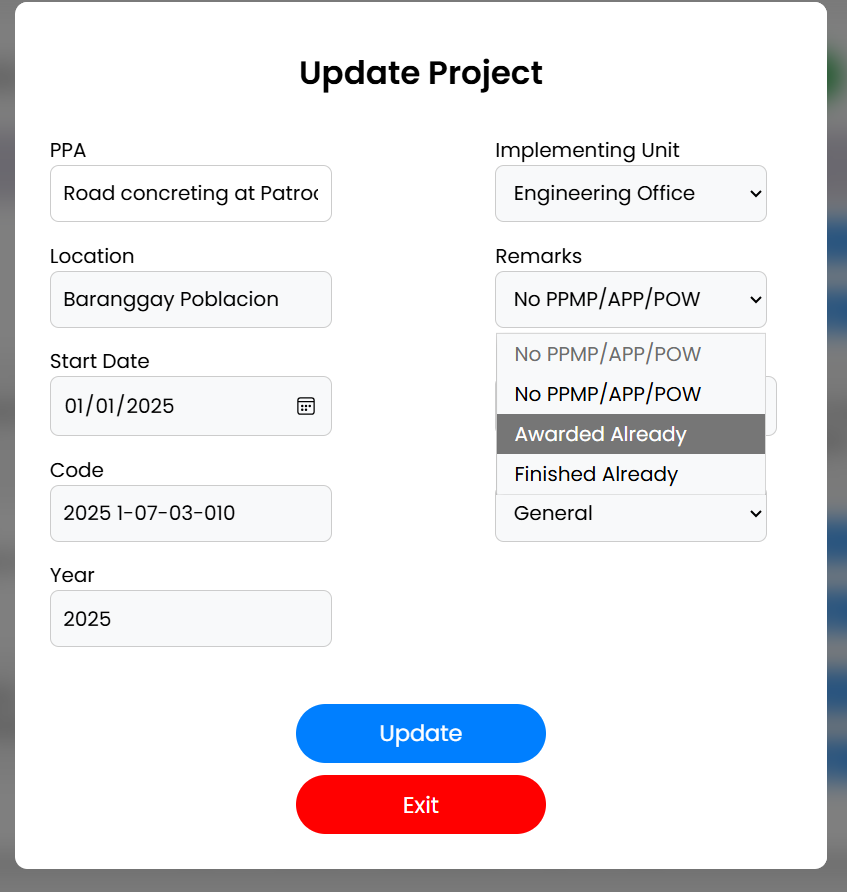 Update Project
PPA
Road concreting at Patro
Implementing Unit
Engineering Office
Location
Baranggay Poblacion
Remarks
No PPMP/APP/POW
No PPMP/APP/POW
No PPMP/APP/POW
Awarded Already
Finished Already
Start Date
01/01/2025
Code
2025 1-07-03-010
General
Year
2025
Update
Exit